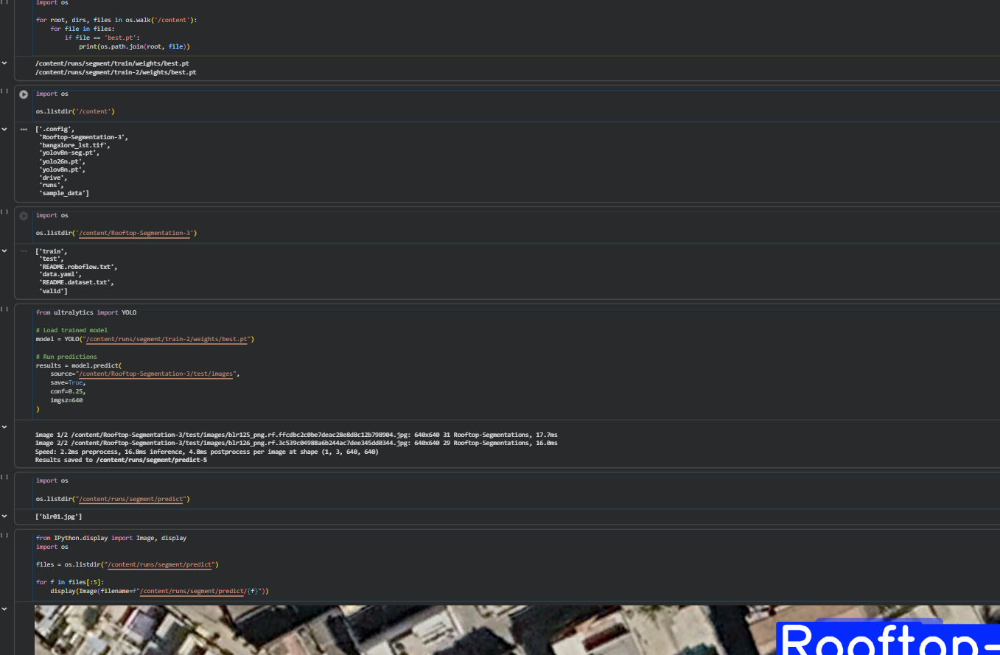 import os
for root, dirs, files in os.walk('/content'):
    for file in files:
        if file == 'best.pt':
            print(os.path.join(root, file))
/content/runs/segment/train/weights/best.pt
/content/runs/segment/train-2/weights/best.pt
[ ]
import os
os.listdir('/content')
['.config',
 'Rooftop-Segmentation-3',
 'bangalore_lst.tif',
 'yolov8n-seg.pt',
 'yolo26n.pt',
 'yolov8n.pt',
 'drive',
 'runs',
 'sample_data']
[ ]
import os
os.listdir('/content/Rooftop-Segmentation-3')
['train',
 'test',
 'README.roboflow.txt',
 'data.yaml',
 'README.dataset.txt',
 'valid']
[ ]
from ultralytics import YOLO
# Load trained model
model = YOLO("/content/runs/segment/train-2/weights/best.pt")
# Run predictions
results = model.predict(
    source="/content/Rooftop-Segmentation-3/test/images",
    save=True,
    conf=0.25,
    imgsz=640
)
image 1/2 /content/Rooftop-Segmentation-3/test/images/blr125_png.rf.ffcdbc2c0be7deac28e8d8c12b798904.jpg: 640x640 31 Rooftop-Segmentations, 17.7ms
image 2/2 /content/Rooftop-Segmentation-3/test/images/blr126_png.rf.3c539c04988a6b244ac7dee345dd0344.jpg: 640x640 29 Rooftop-Segmentations, 16.0ms
Speed: 2.2ms preprocess, 16.8ms inference, 4.8ms postprocess per image at shape (1, 3, 640, 640)
Results saved to /content/runs/segment/predict-5
[ ]
import os
os.listdir("/content/runs/segment/predict")
['blr01.jpg']
[ ]
from IPython.display import Image, display
import os
files = os.listdir("/content/runs/segment/predict")
for f in files[:5]:
    display(Image(filename=f"/content/runs/segment/predict/{f}"))
Rooftop-